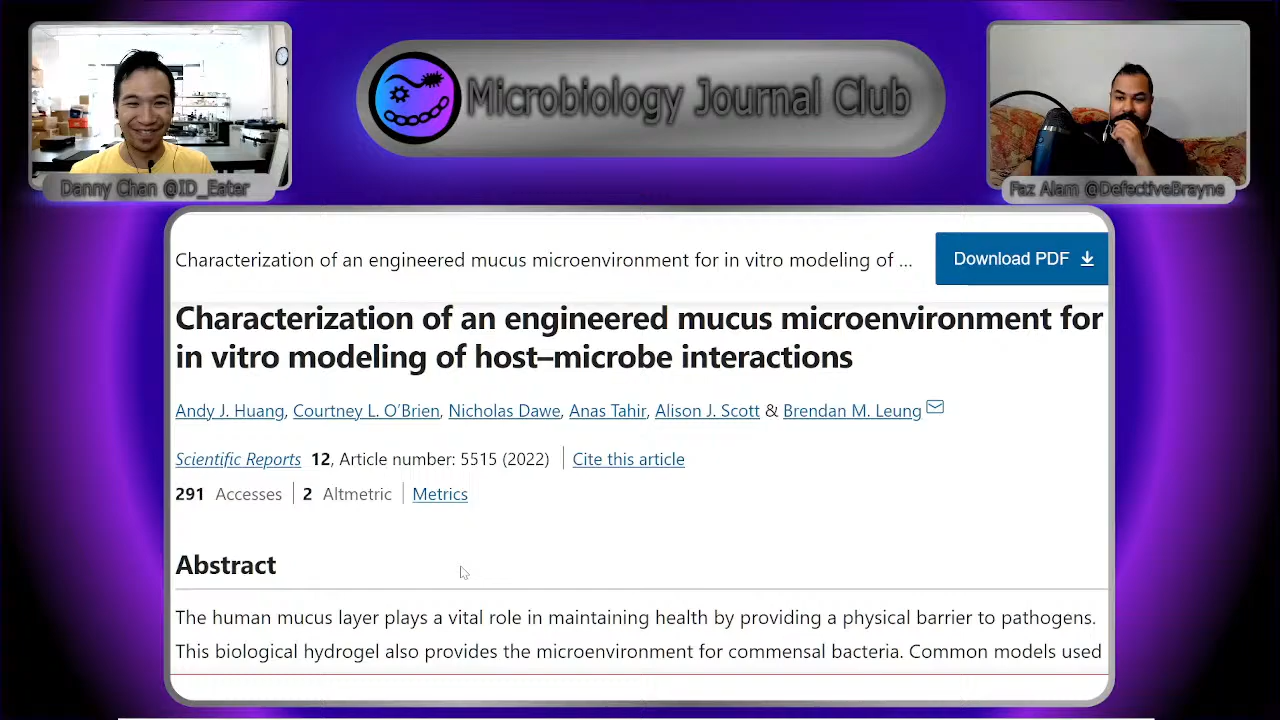 Microbiology Journal Club
Danny Chan @ID_Eater
Faz Alam @DefectiveBrayne
Characterization of an engineered mucus microenvironment for in vitro modeling of ...
Download PDF
Characterization of an engineered mucus microenvironment for
in vitro modeling of host–microbe interactions
Andy J. Huang, Courtney L. O’Brien, Nicholas Dawe, Anas Tahir, Alison J. Scott & Brendan M. Leung
Scientific Reports 12, Article number: 5515 (2022) Cite this article
291 Accesses 2 Altmetric Metrics
Abstract
The human mucus layer plays a vital role in maintaining health by providing a physical barrier to pathogens.
This biological hydrogel also provides the microenvironment for commensal bacteria. Common models used